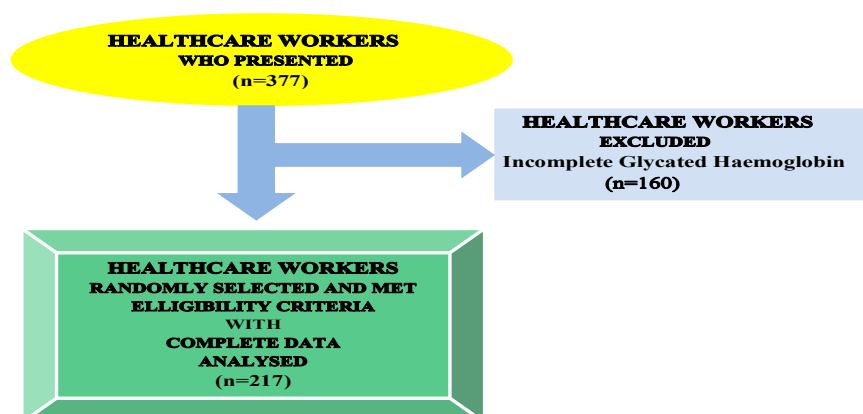 HEALTHCARE WORKERS
WHO PRESENTED
(n=377)
HEALTHCARE WORKERS
EXCLUDED
Incomplete Glycated Haemoglobin
(n=160)
HEALTHCARE WORKERS
RANDOMLY SELECTED AND MET
ELLIGIBILITY CRITERIA
WITH
COMPLETE DATA
ANALYSED
(n=217)